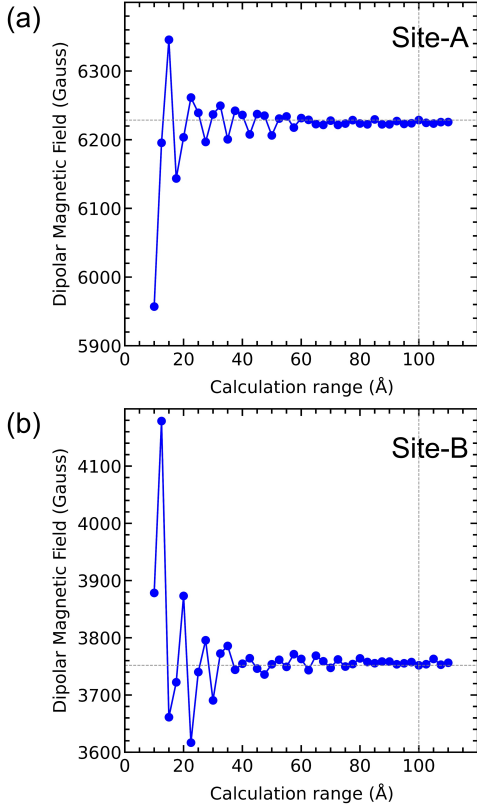 (a)
Site-A
Dipolar Magnetic Field (Gauss)
6300
6200
6100
6000
5900
0 20 40 60 80 100
Calculation range (Å)
(b)
Site-B
Dipolar Magnetic Field (Gauss)
4100
4000
3900
3800
3700
3600
0 20 40 60 80 100
Calculation range (Å)